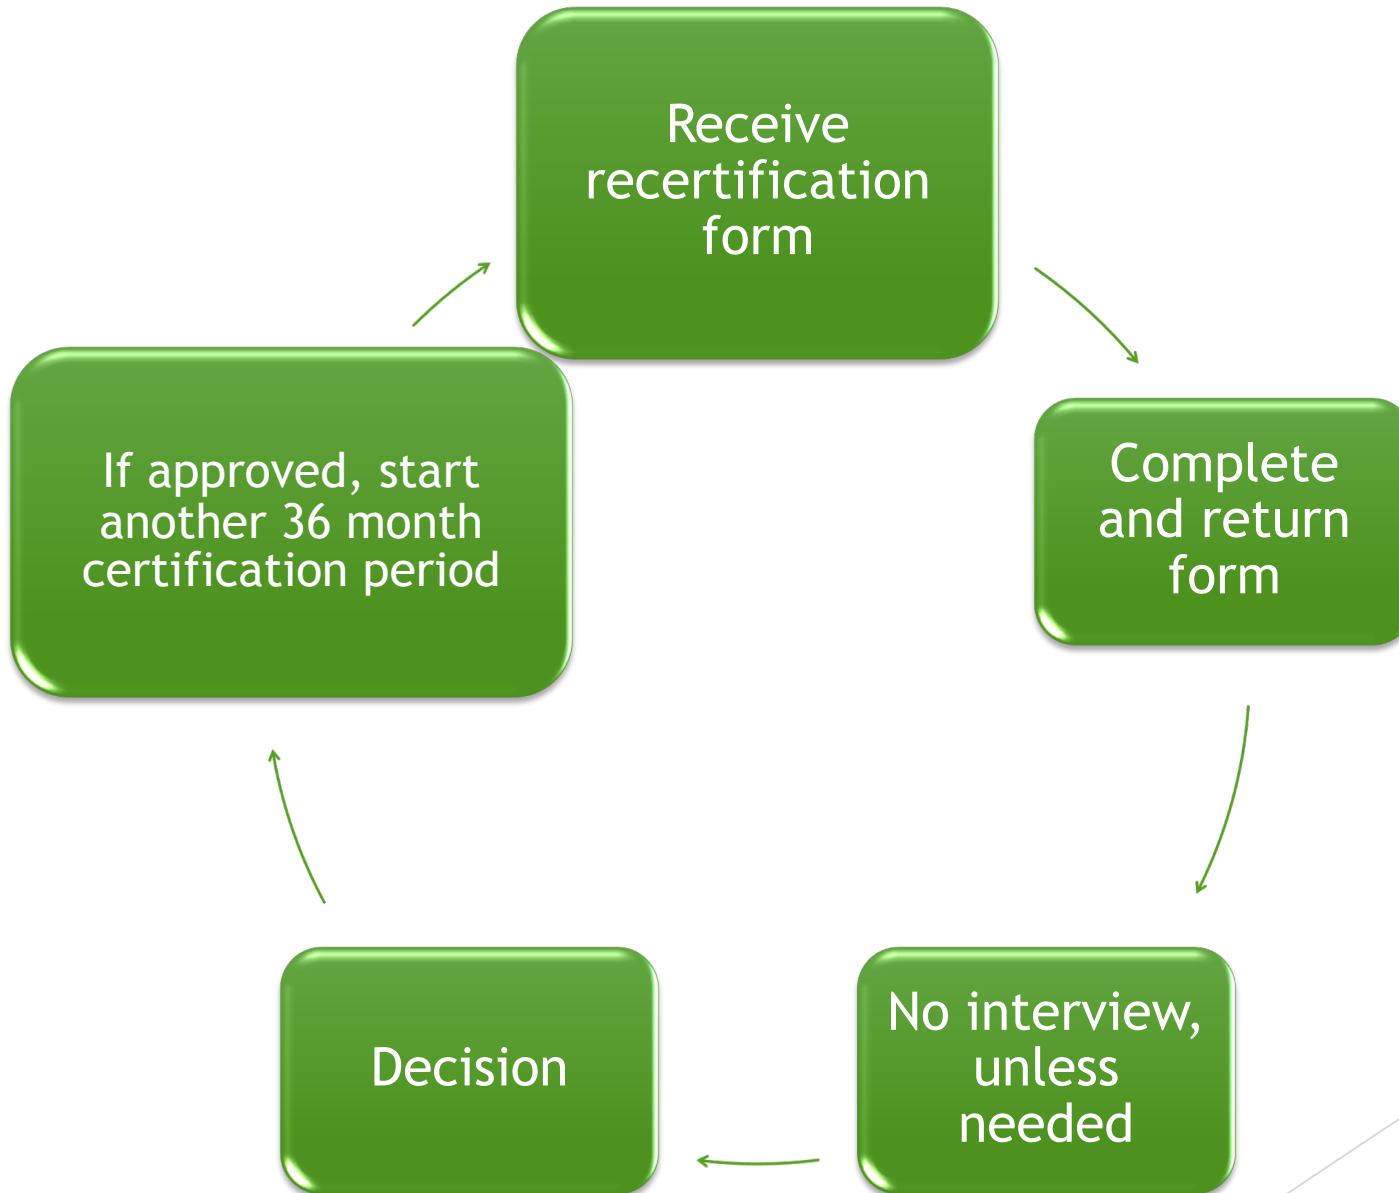 Receive
recertification
form
Complete
and return
form
No interview,
unless
needed
Decision
If approved, start
another 36 month
certification period